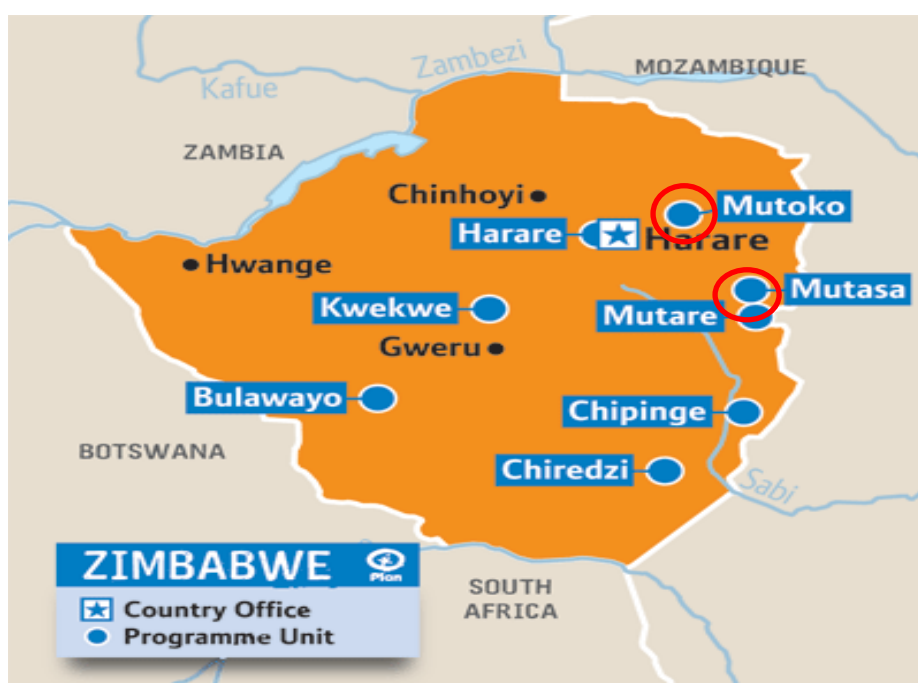 Zambezi
MOZAMBIQUE
Kafue
ZAMBIA
Chinhoyi
Mutoko
Harare
Harare
Hwange
Mutasa
Kwekwe
Mutare
Gweru
Bulawayo
Chipinge
BOTSWANA
Chiredzi
Sabi
ZIMBABWE
Plan
Country Office
Programme Unit
SOUTH
AFRICA